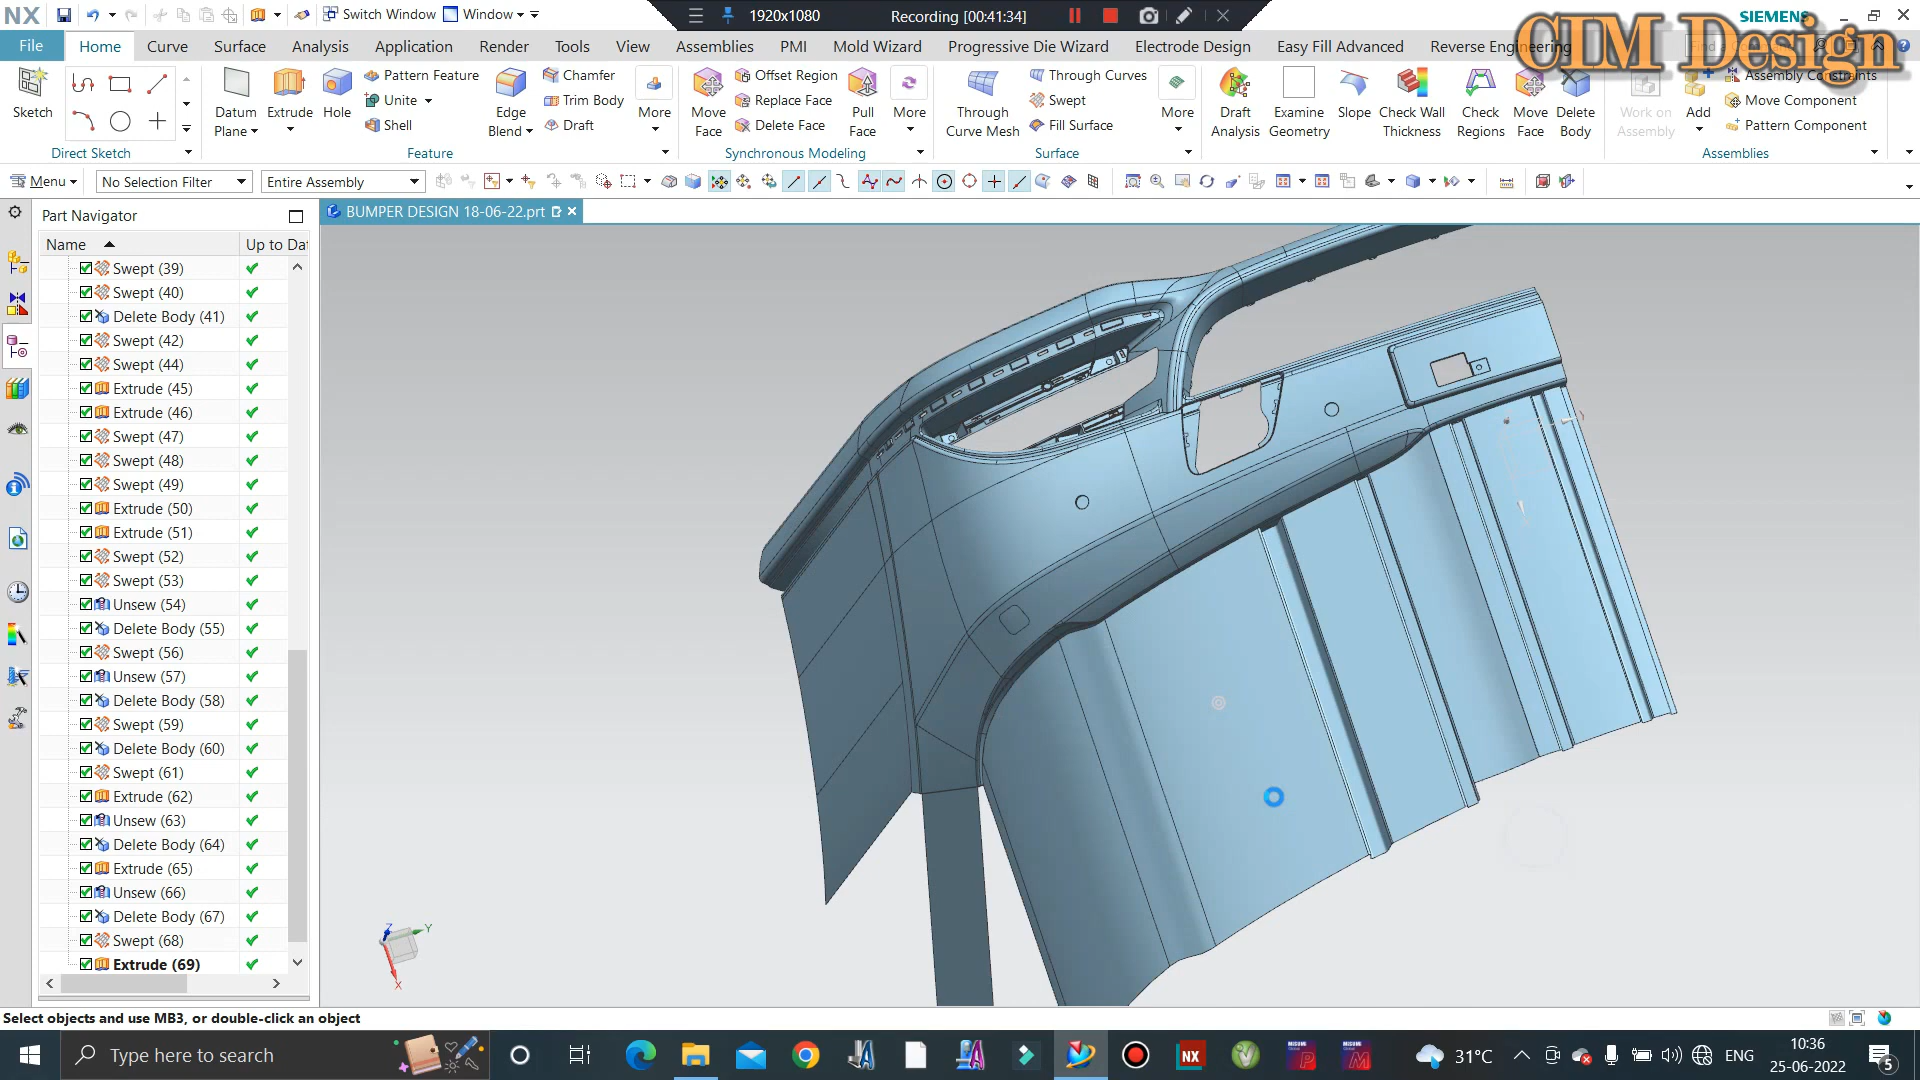 NX
Switch Window
Window
1920x1080
Recording [00:41:34]
SIEMENS
CIM Design
File
Home
Curve
Surface
Analysis
Application
Render
Tools
View
Assemblies
PMI
Mold Wizard
Progressive Die Wizard
Electrode Design
Easy Fill Advanced
Reverse Engineering
Sketch
Direct Sketch
Datum
Plane
Extrude
Hole
Pattern Feature
Unite
Shell
Edge
Blend
Chamfer
Trim Body
Draft
More
Feature
Move
Face
Offset Region
Replace Face
Delete Face
Pull
Face
More
Synchronous Modeling
Through
Curve Mesh
Through Curves
Swept
Fill Surface
More
Surface
Draft
Analysis
Examine
Geometry
Slope
Check Wall
Thickness
Check
Regions
Move
Face
Delete
Body
Work on
Assembly
Add
Assembly Constraints
Move Component
Pattern Component
Assemblies
Menu
No Selection Filter
Entire Assembly
Part Navigator
BUMPER DESIGN 18-06-22.prt
Name
Up to Dat
Swept (39)
Swept (40)
Delete Body (41)
Swept (42)
Swept (44)
Extrude (45)
Extrude (46)
Swept (47)
Swept (48)
Swept (49)
Extrude (50)
Extrude (51)
Swept (52)
Swept (53)
Unsew (54)
Delete Body (55)
Swept (56)
Unsew (57)
Delete Body (58)
Swept (59)
Delete Body (60)
Swept (61)
Extrude (62)
Unsew (63)
Delete Body (64)
Extrude (65)
Unsew (66)
Delete Body (67)
Swept (68)
Extrude (69)
Z
Y
X
Select objects and use MB3, or double-click an object
Type here to search
NX
31°C
ENG
10:36
25-06-2022
5